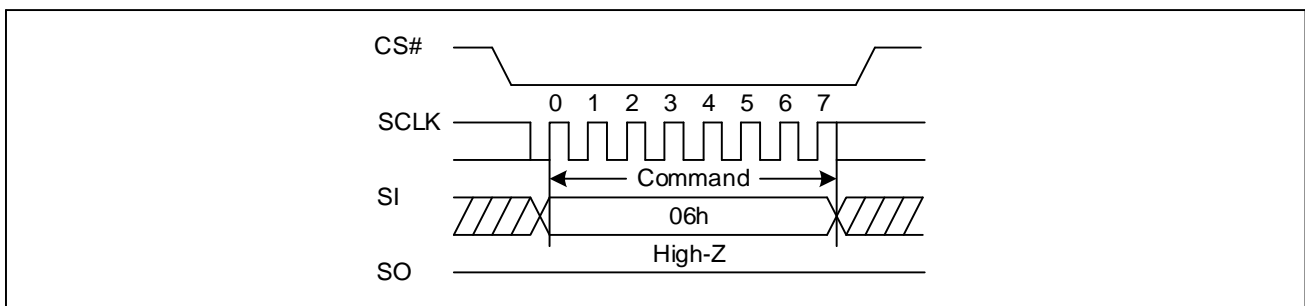 CS#
0 1 2 3 4 5 6 7
SCLK
Command
SI
06h
High-Z
SO